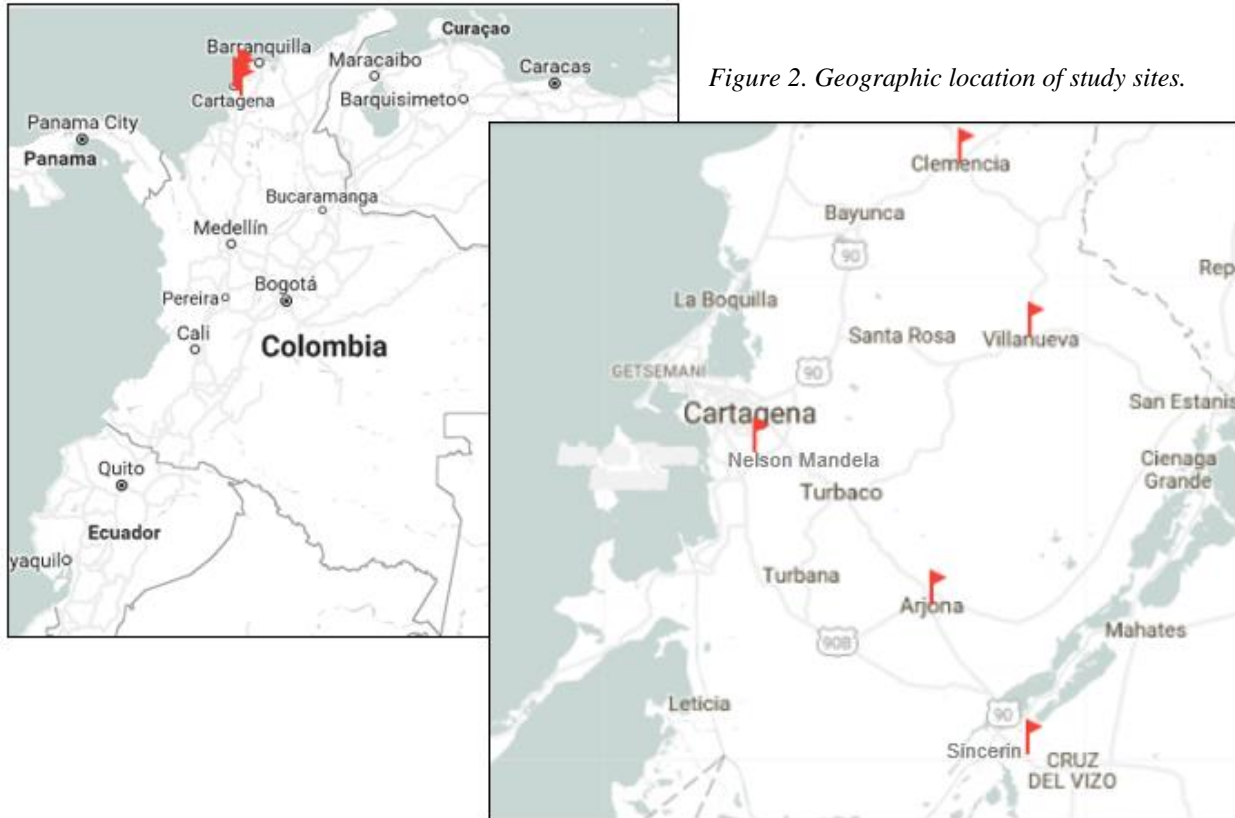 Curaçao
Barranquilla
Maracaibo
Caracas
Cartagena
Barquisimeto
Panama City
Panama
Bucaramanga
Medellín
Bogotá
Pereira
Cali
Colombia
Quito
Ecuador
yaquil
Figure 2. Geographic location of study sites.
Clemencia
Bayunca
90
Rep
La Boquilla
Santa Rosa
Villanueva
GETSEMANI
90
Cartagena
San Estanis
Nelson Mandela
Cienaga
Grande
Turbaco
Turbana
Arjona
Mahates
90B
Leticia
90
Sincerin
CRUZ
DEL VIZO